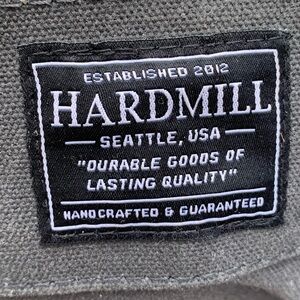 ESTABLISHED 2012
HARDMILL
SEATTLE, USA
"DURABLE GOODS OF
LASTING QUALITY"
HANDCRAFTED & GUARANTEED